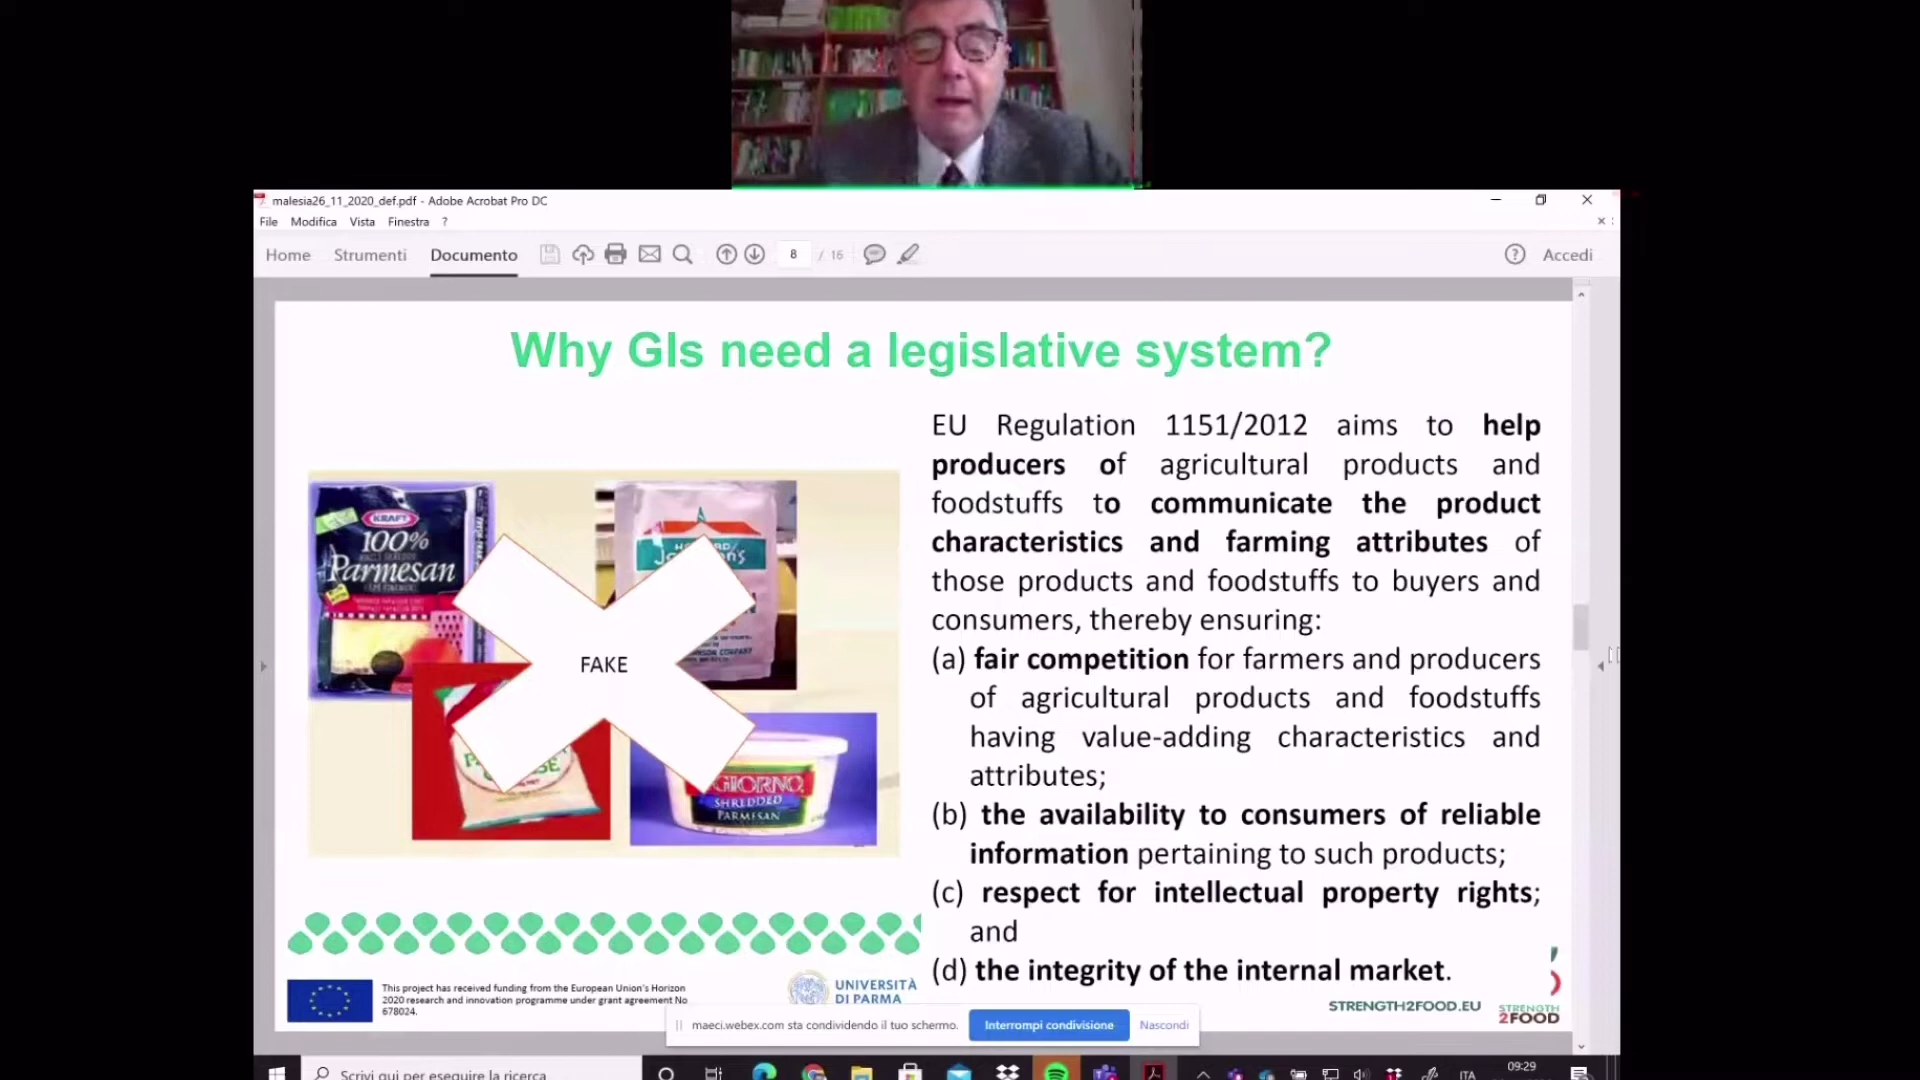 malesia26_11_2020_def.pdf - Adobe Acrobat Pro DC
File Modifica Vista Finestra ?
Home Strumenti Documento 8 / 16 Accedi
Why GIs need a legislative system?
KRAFT
100%
Parmesan
FAKE
GIORNO
SHREDDED
PARMESAN
EU Regulation 1151/2012 aims to help
producers of agricultural products and
foodstuffs to communicate the product
characteristics and farming attributes of
those products and foodstuffs to buyers and
consumers, thereby ensuring:
(a) fair competition for farmers and producers
of agricultural products and foodstuffs
having value-adding characteristics and
attributes;
(b) the availability to consumers of reliable
information pertaining to such products;
(c) respect for intellectual property rights;
and
(d) the integrity of the internal market.
This project has received funding from the European Union's Horizon
2020 research and innovation programme under grant agreement No
678024.
UNIVERSITÀ
DI PARMA
STRENGTH2FOOD.EU
STRENGTH
2FOOD
maeci.webex.com sta condividendo il tuo schermo. Interrompi condivisione Nascondi
Scrivi qui per eseguire la ricerca
ITA
09:29